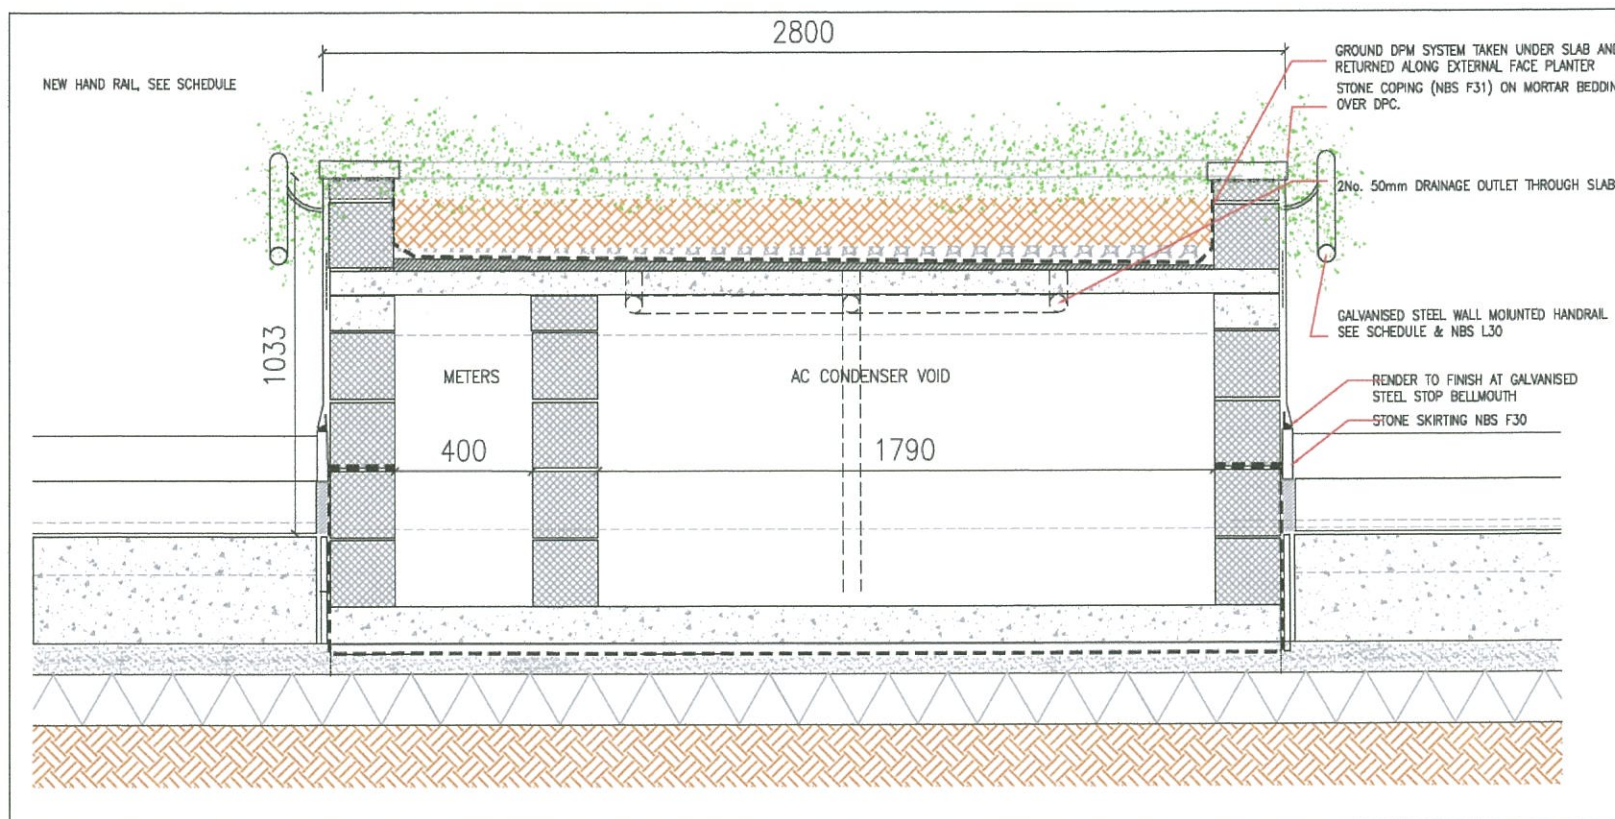 2800
NEW HAND RAIL, SEE SCHEDULE
GROUND DPM SYSTEM TAKEN UNDER SLAB AND
RETURNED ALONG EXTERNAL FACE PLANTER
STONE COPING (NBS F31) ON MORTAR BEDDING
OVER DPC.
2No. 50mm DRAINAGE OUTLET THROUGH SLAB
GALVANISED STEEL WALL MOIUNTED HANDRAIL
SEE SCHEDULE & NBS L30
1033
METERS
AC CONDENSER VOID
RENDER TO FINISH AT GALVANISED
STEEL STOP BELLMOUTH
STONE SKIRTING NBS F30
400
1790